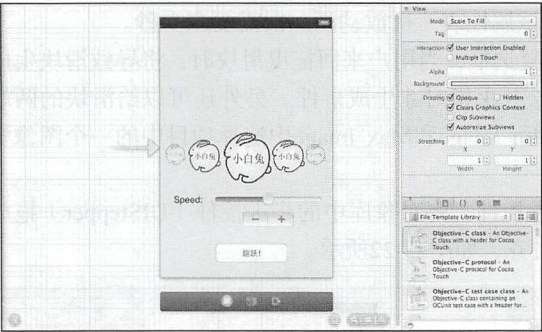 View
Mode Scale To Fill
Tag 0
Interaction User Interaction Enabled
Multiple Touch
Alpha 1
Background
Drawing Opaque Hidden
Clears Graphics Context
Clip Subviews
Autoresize Subviews
Stretching 0 0
X Y
1 1
Width Height
小白兔 小白兔 小白兔
Speed:
− +
跳跃!
{}
File Template Library
Objective-C class - An Objective-
C class with a header for Cocoa
Touch
Objective-C protocol - An
Objective-C protocol for Cocoa
Touch
Objective-C test case class - An
Objective-C class containing an
OCUnit test case with a header for...